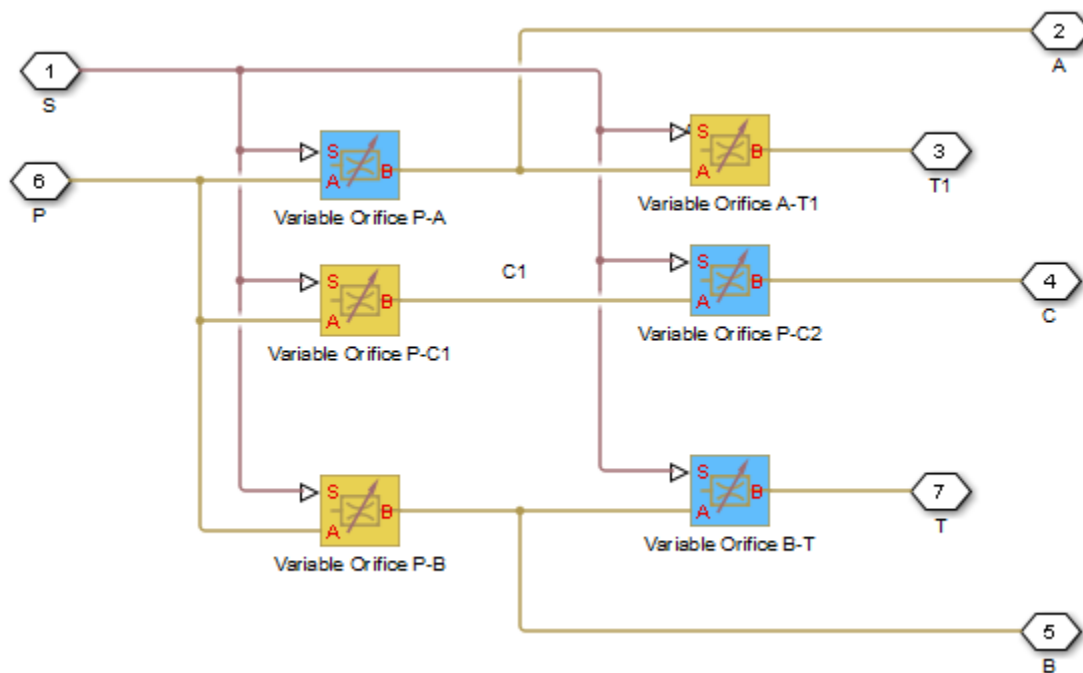 2
A
1
S
S
A
B
Variable Orifice P-A
S
A
B
Variable Orifice A-T1
3
T1
6
P
S
A
B
Variable Orifice P-C1
C1
S
A
B
Variable Orifice P-C2
4
C
S
A
B
Variable Orifice P-B
S
A
B
Variable Orifice B-T
7
T
5
B